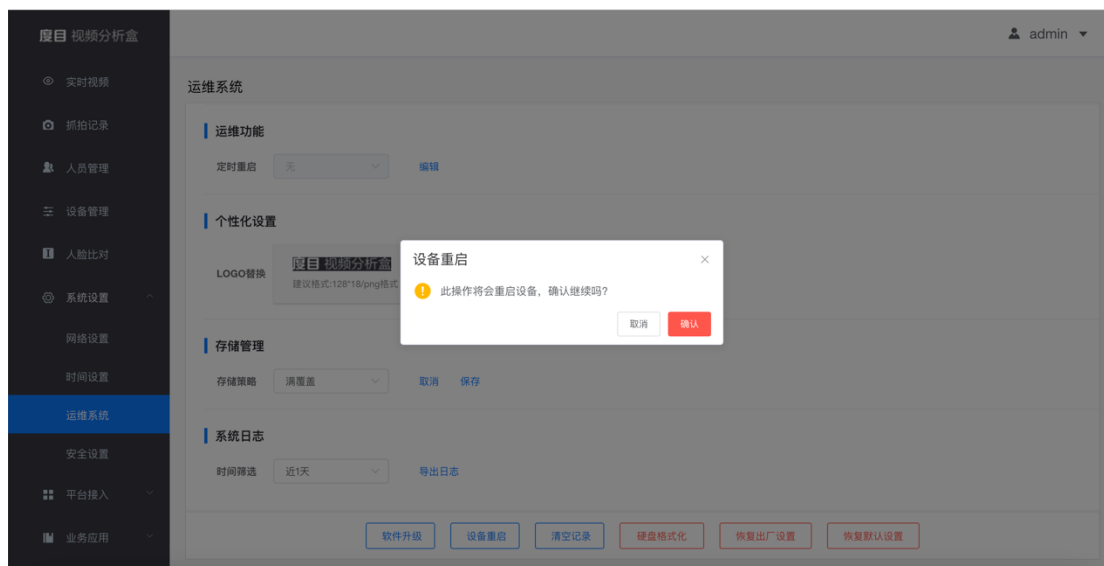 度目 视频分析盒
admin
实时视频
抓拍记录
人员管理
设备管理
人脸比对
系统设置
网络设置
时间设置
运维系统
安全设置
平台接入
业务应用
运维系统
运维功能
定时重启 无 编辑
个性化设置
LOGO替换
度目 视频分析盒
建议格式:128*18/png格式
设备重启
此操作将会重启设备，确认继续吗?
取消 确认
存储管理
存储策略 满覆盖 取消 保存
系统日志
时间筛选 近1天 导出日志
软件升级 设备重启 清空记录 硬盘格式化 恢复出厂设置 恢复默认设置